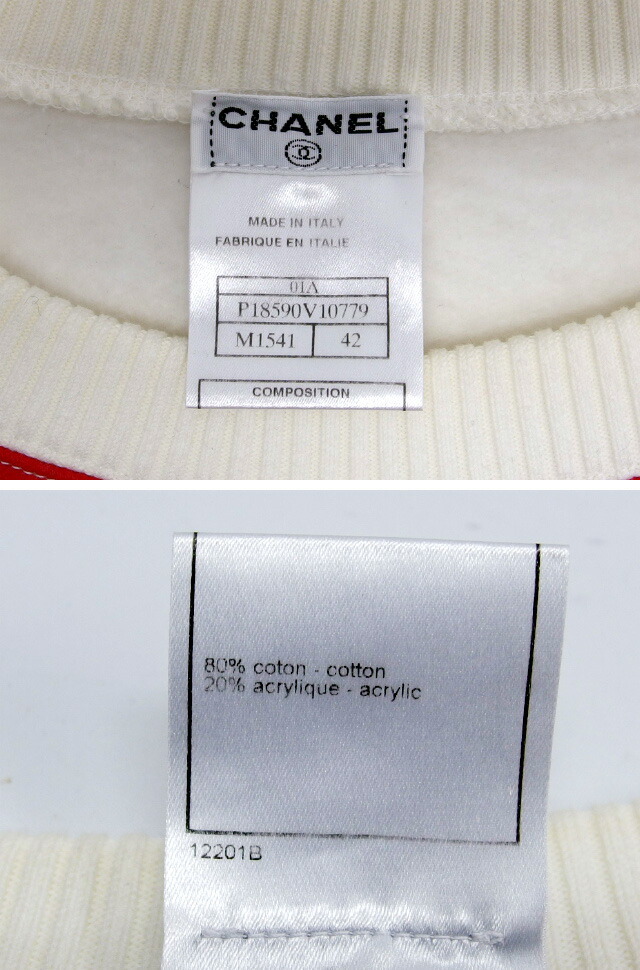 CHANEL
MADE IN ITALY
FABRIQUE EN ITALIE
01A
P18590V10779
M1541 42
COMPOSITION
80% coton - cotton
20% acrylique - acrylic
12201B